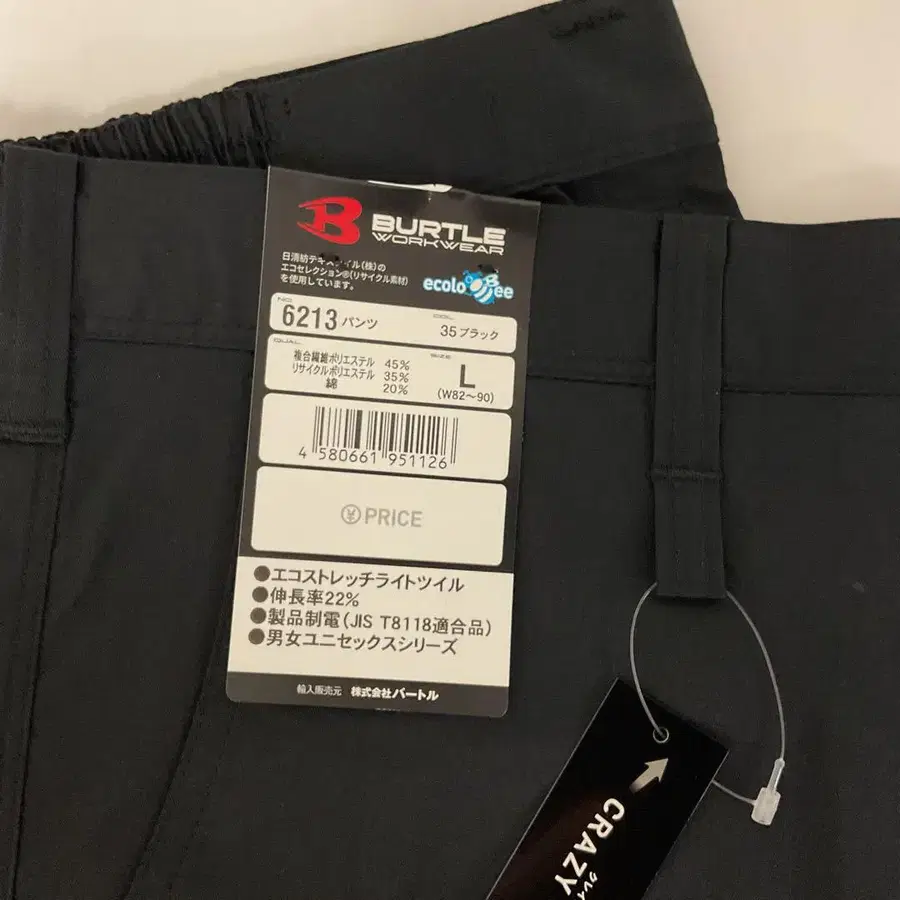 BURTLE
WORKWEAR
日清紡テキスタイル(株)の
エコセレクション®(リサイクル素材)
を使用しています。
ecolo Bee
NO.
6213 パンツ
COL.
35 ブラック
QUAL.
複合繊維ポリエステル 45%
リサイクルポリエステル 35%
綿 20%
SIZE
L
(W82~90)
4 580661 951126
¥ PRICE
●エコストレッチライトツイル
●伸長率22%
●製品制電(JIS T8118適合品)
●男女ユニセックスシリーズ
輸入販売元 株式会社バートル
CRAZY
クレイ